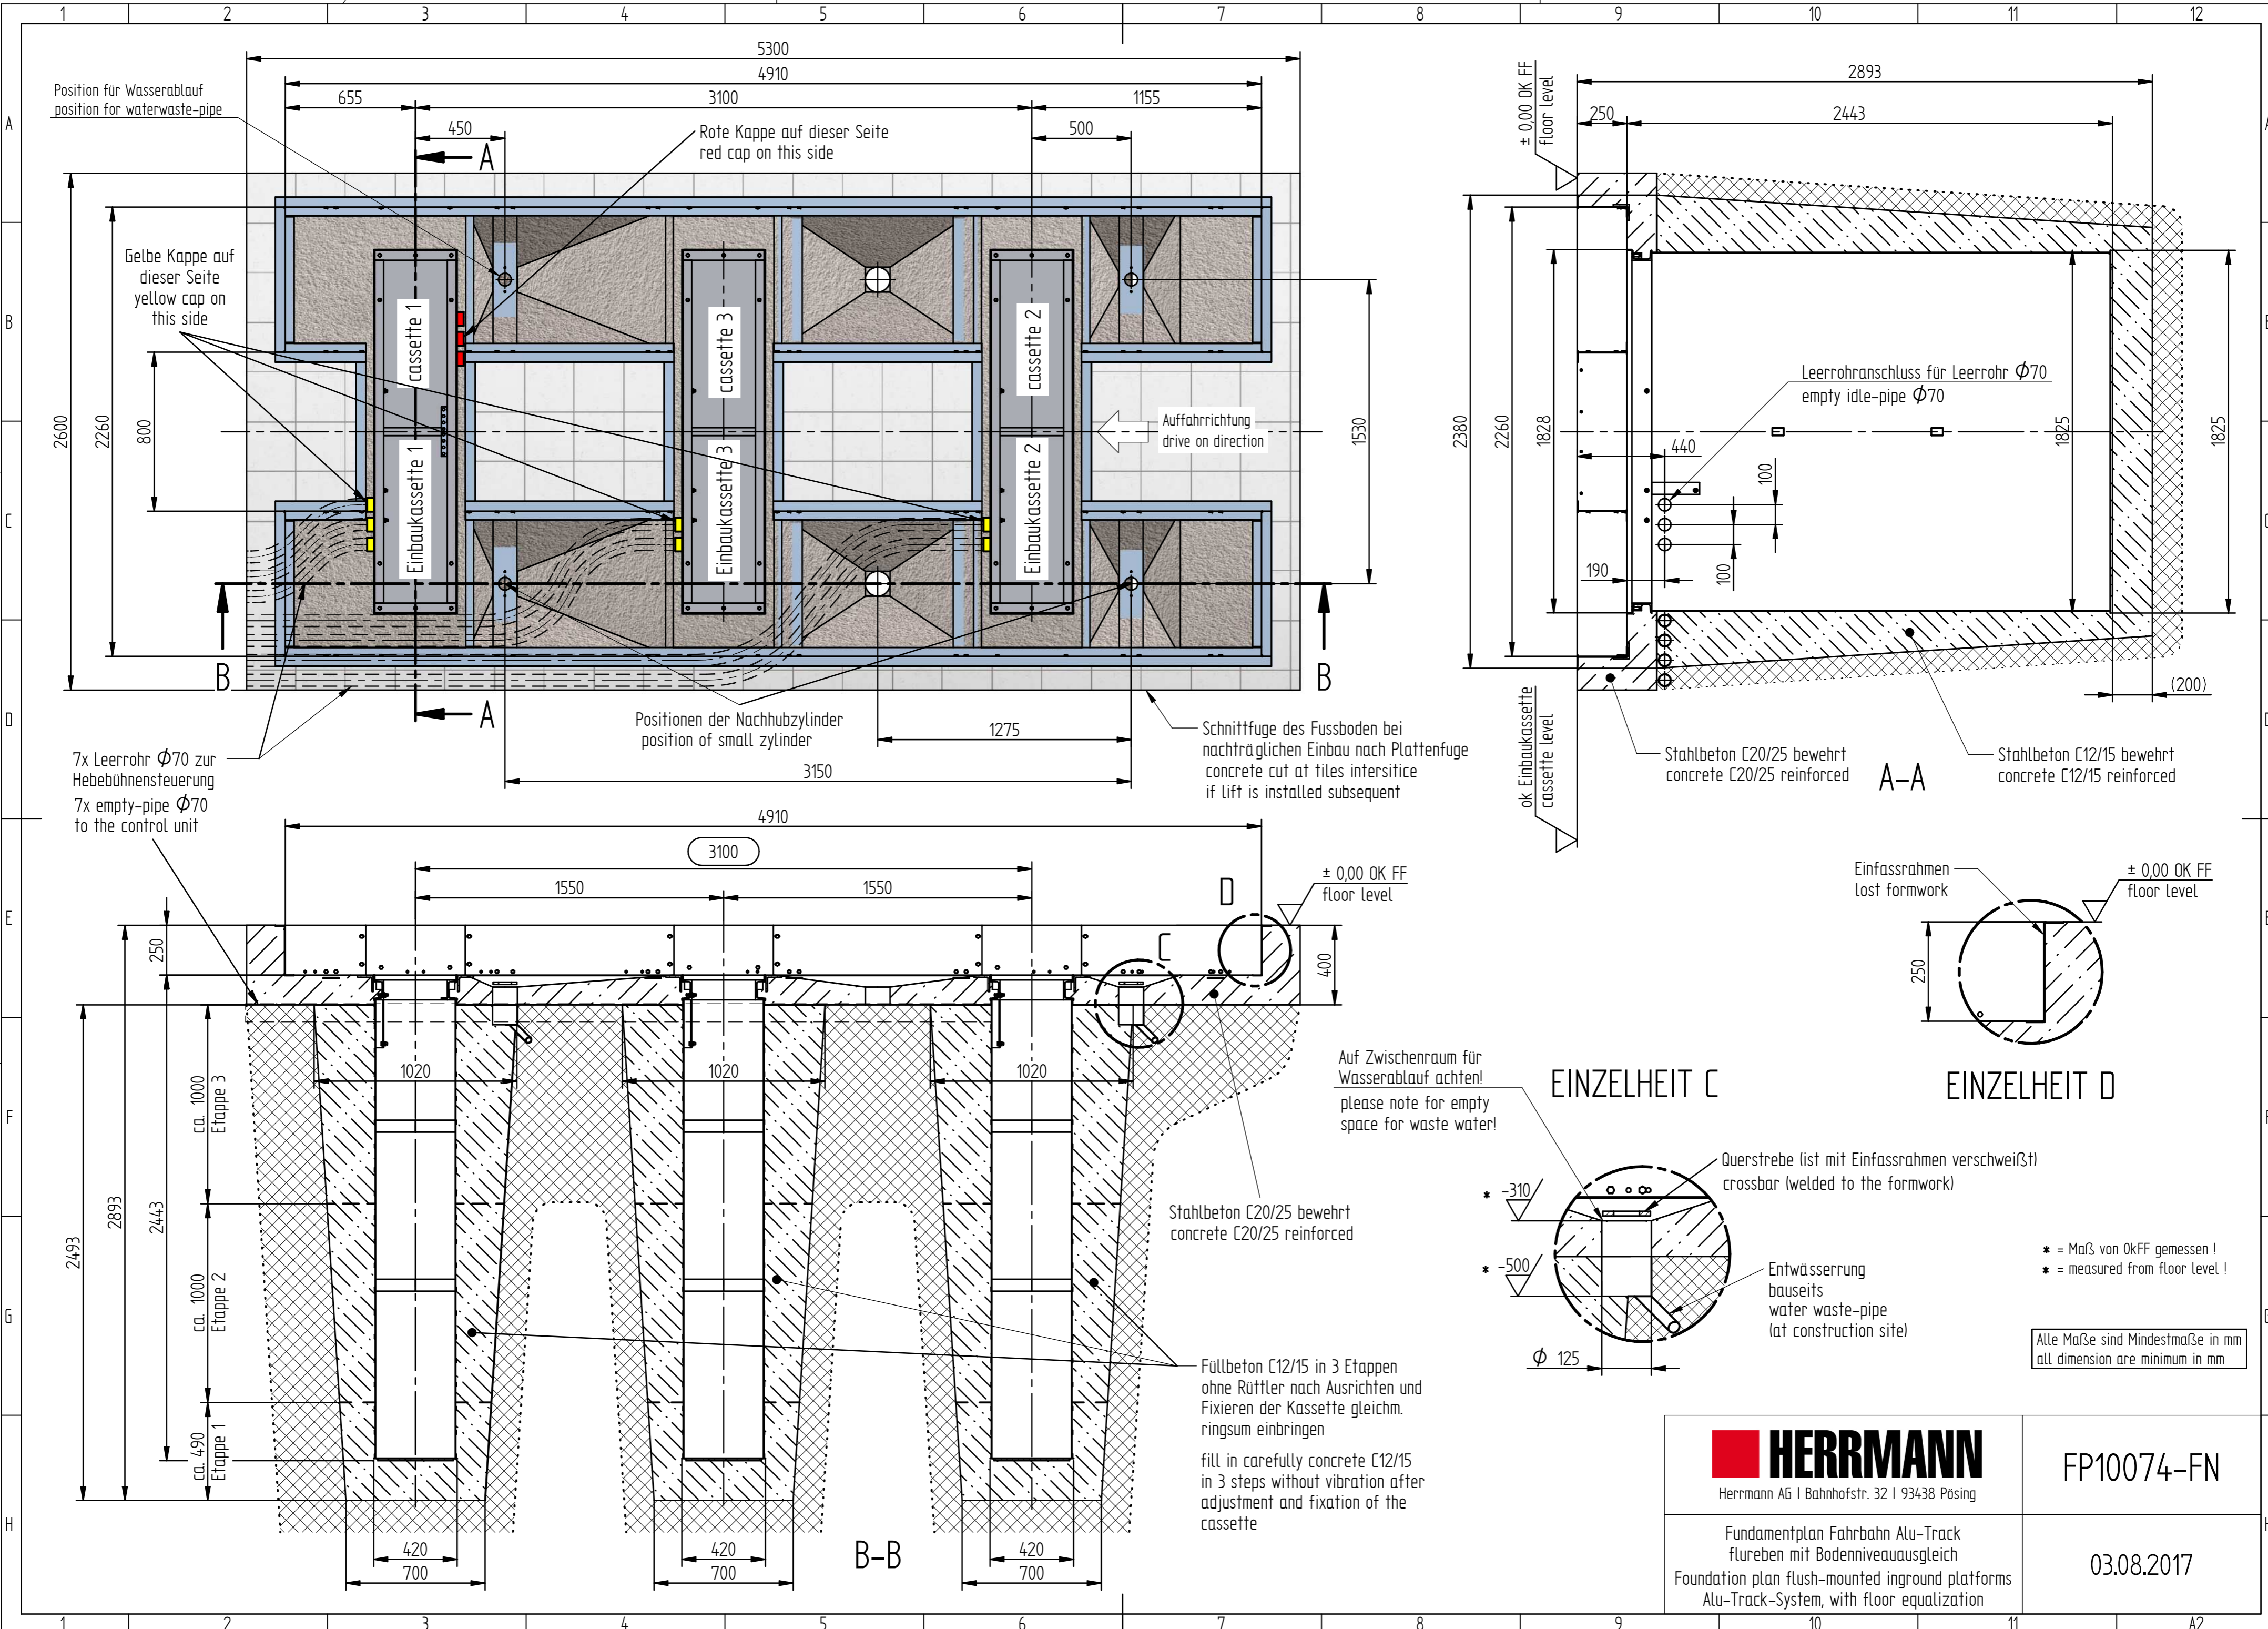 1 2 3 4 5 6 7 8 9 10 11 12
A
B
C
D
E
F
G
H
5300
4910
655
3100
1155
450
500
Position für Wasserablauf
position for waterwaste-pipe
Rote Kappe auf dieser Seite
red cap on this side
A
Gelbe Kappe auf
dieser Seite
yellow cap on
this side
2600
2260
800
cassette 1
Einbaukassette 1
cassette 3
Einbaukassette 3
cassette 2
Einbaukassette 2
Auffahrrichtung
drive on direction
1530
B
B
A
Positionen der Nachhubzylinder
position of small zylinder
1275
3150
Schnittfuge des Fussboden bei
nachträglichen Einbau nach Plattenfuge
concrete cut at tiles intersitice
if lift is installed subsequent
7x Leerrohr Φ70 zur
Hebebühnensteuerung
7x empty-pipe Φ70
to the control unit
± 0,00 OK FF
floor level
2893
250
2443
2380
2260
1828
Leerrohranschluss für Leerrohr Φ70
empty idle-pipe Φ70
440
100
190
100
1825
1825
(200)
ok Einbaukassette
cassette level
Stahlbeton C20/25 bewehrt
concrete C20/25 reinforced
Stahlbeton C12/15 bewehrt
concrete C12/15 reinforced
A-A
4910
3100
1550
1550
± 0,00 OK FF
floor level
D
C
250
400
2893
2493
2443
ca. 1000
Etappe 3
ca. 1000
Etappe 2
ca. 490
Etappe 1
1020
1020
1020
420
700
420
700
420
700
B-B
Stahlbeton C20/25 bewehrt
concrete C20/25 reinforced
Füllbeton C12/15 in 3 Etappen
ohne Rüttler nach Ausrichten und
Fixieren der Kassette gleichm.
ringsum einbringen
fill in carefully concrete C12/15
in 3 steps without vibration after
adjustment and fixation of the
cassette
Einfassrahmen
lost formwork
± 0,00 OK FF
floor level
250
EINZELHEIT D
EINZELHEIT C
Auf Zwischenraum für
Wasserablauf achten!
please note for empty
space for waste water!
Querstrebe (ist mit Einfassrahmen verschweißt)
crossbar (welded to the formwork)
* -310
* -500
Entwässerrung
bauseits
water waste-pipe
(at construction site)
Φ 125
* = Maß von OkFF gemessen !
* = measured from floor level !
Alle Maße sind Mindestmaße in mm
all dimension are minimum in mm
HERRMANN
Herrmann AG | Bahnhofstr. 32 | 93438 Pösing
FP10074-FN
Fundamentplan Fahrbahn Alu-Track
flureben mit Bodenniveauausgleich
Foundation plan flush-mounted inground platforms
Alu-Track-System, with floor equalization
03.08.2017
1 2 3 4 5 6 7 8 9 10 11 A2